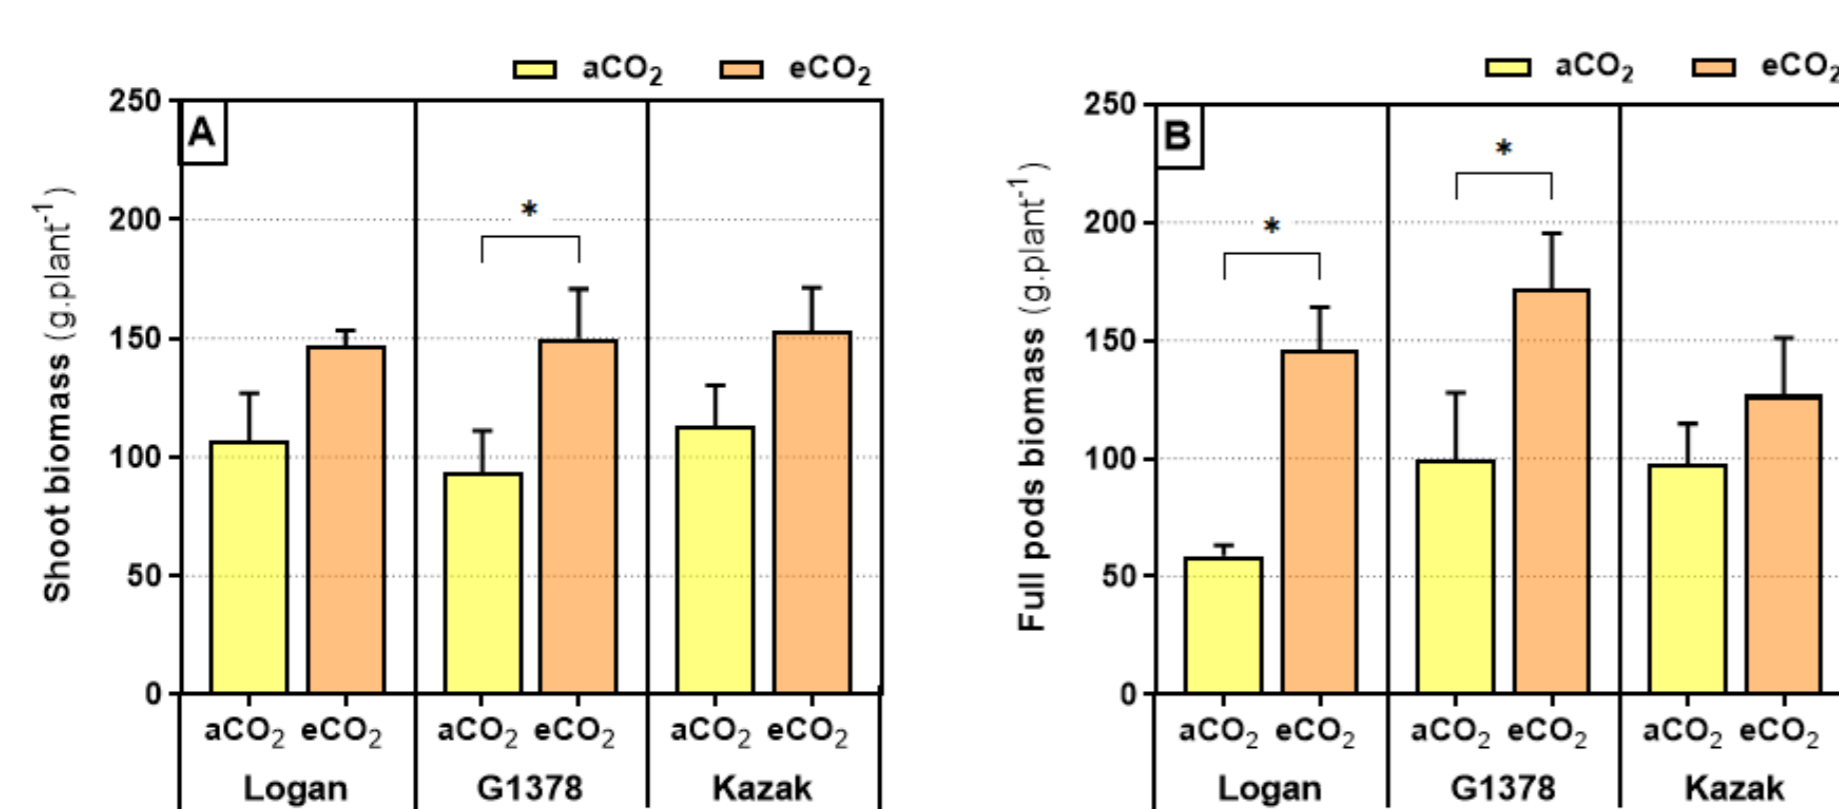 aCO₂ eCO₂
A
Shoot biomass (g.plant⁻¹)
250
200
150
100
50
0
*
aCO₂ eCO₂ aCO₂ eCO₂ aCO₂ eCO₂
Logan G1378 Kazak
aCO₂ eCO₂
B
Full pods biomass (g.plant⁻¹)
250
200
150
100
50
0
*
*
aCO₂ eCO₂ aCO₂ eCO₂ aCO₂ eCO₂
Logan G1378 Kazak